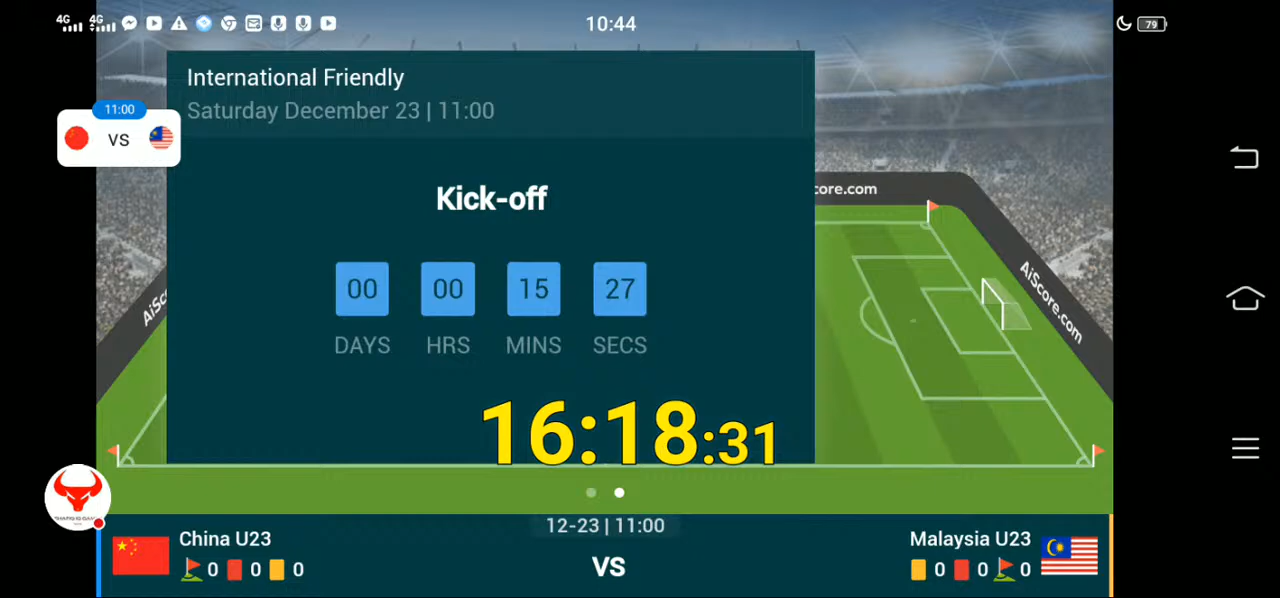 4G 4G
10:44
79
International Friendly
Saturday December 23 | 11:00
11:00
VS
core.com
Kick-off
00 00 15 27
DAYS HRS MINS SECS
AiSc
AiScore.com
16:18:31
12-23 | 11:00
China U23
VS
Malaysia U23
0 0 0
0 0 0